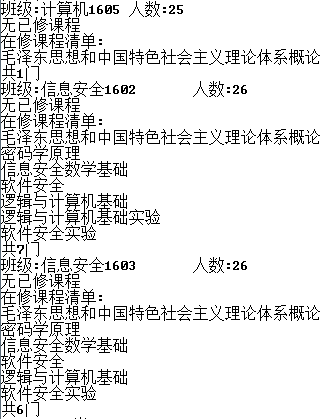 班级:计算机1605 人数:25
无已修课程
在修课程清单:
毛泽东思想和中国特色社会主义理论体系概论
共1门
班级:信息安全1602 人数:26
无已修课程
在修课程清单:
毛泽东思想和中国特色社会主义理论体系概论
密码学原理
信息安全数学基础
软件安全
逻辑与计算机基础
逻辑与计算机基础实验
软件安全实验
共7门
班级:信息安全1603 人数:26
无已修课程
在修课程清单:
毛泽东思想和中国特色社会主义理论体系概论
密码学原理
信息安全数学基础
软件安全
逻辑与计算机基础
软件安全实验
共6门